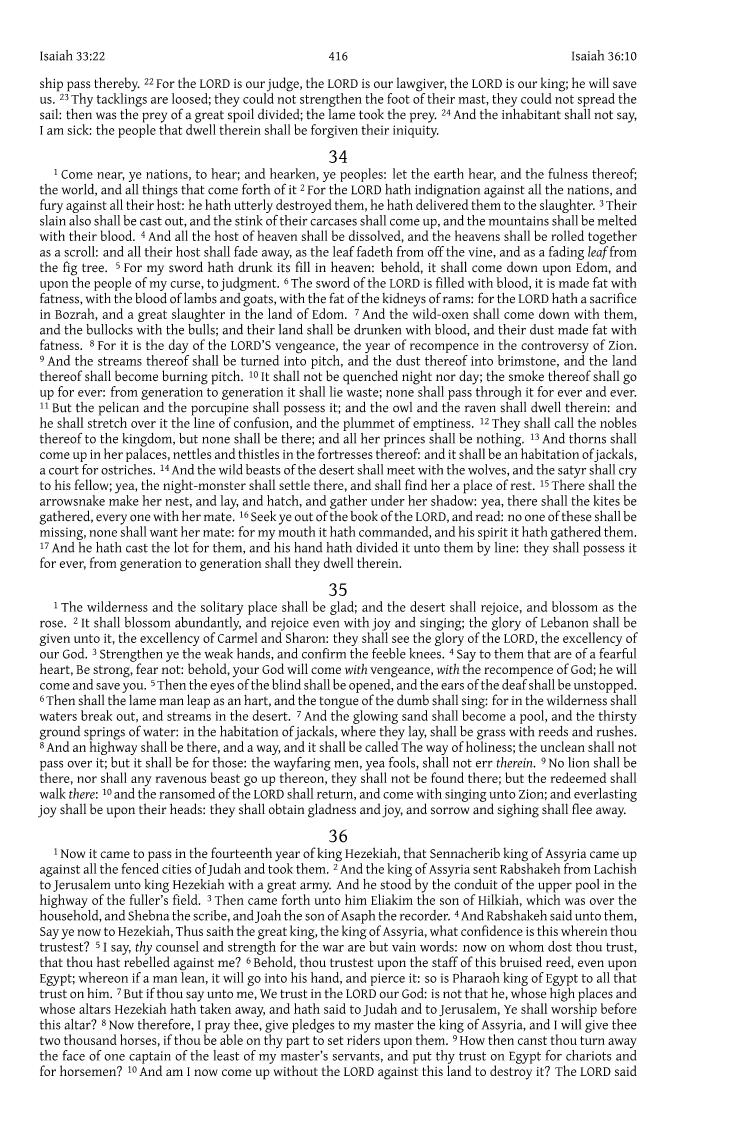 Isaiah 33:22 416 Isaiah 36:10
ship pass thereby. 22 For the LORD is our judge, the LORD is our lawgiver, the LORD is our king; he will save
us. 23 Thy tacklings are loosed; they could not strengthen the foot of their mast, they could not spread the
sail: then was the prey of a great spoil divided; the lame took the prey. 24 And the inhabitant shall not say,
I am sick: the people that dwell therein shall be forgiven their iniquity.
34
1 Come near, ye nations, to hear; and hearken, ye peoples: let the earth hear, and the fulness thereof;
the world, and all things that come forth of it 2 For the LORD hath indignation against all the nations, and
fury against all their host: he hath utterly destroyed them, he hath delivered them to the slaughter. 3 Their
slain also shall be cast out, and the stink of their carcases shall come up, and the mountains shall be melted
with their blood. 4 And all the host of heaven shall be dissolved, and the heavens shall be rolled together
as a scroll: and all their host shall fade away, as the leaf fadeth from off the vine, and as a fading leaf from
the fig tree. 5 For my sword hath drunk its fill in heaven: behold, it shall come down upon Edom, and
upon the people of my curse, to judgment. 6 The sword of the LORD is filled with blood, it is made fat with
fatness, with the blood of lambs and goats, with the fat of the kidneys of rams: for the LORD hath a sacrifice
in Bozrah, and a great slaughter in the land of Edom. 7 And the wild-oxen shall come down with them,
and the bullocks with the bulls; and their land shall be drunken with blood, and their dust made fat with
fatness. 8 For it is the day of the LORD'S vengeance, the year of recompence in the controversy of Zion.
9 And the streams thereof shall be turned into pitch, and the dust thereof into brimstone, and the land
thereof shall become burning pitch. 10 It shall not be quenched night nor day; the smoke thereof shall go
up for ever: from generation to generation it shall lie waste; none shall pass through it for ever and ever.
11 But the pelican and the porcupine shall possess it; and the owl and the raven shall dwell therein: and
he shall stretch over it the line of confusion, and the plummet of emptiness. 12 They shall call the nobles
thereof to the kingdom, but none shall be there; and all her princes shall be nothing. 13 And thorns shall
come up in her palaces, nettles and thistles in the fortresses thereof: and it shall be an habitation of jackals,
a court for ostriches. 14 And the wild beasts of the desert shall meet with the wolves, and the satyr shall cry
to his fellow; yea, the night-monster shall settle there, and shall find her a place of rest. 15 There shall the
arrowsnake make her nest, and lay, and hatch, and gather under her shadow: yea, there shall the kites be
gathered, every one with her mate. 16 Seek ye out of the book of the LORD, and read: no one of these shall be
missing, none shall want her mate: for my mouth it hath commanded, and his spirit it hath gathered them.
17 And he hath cast the lot for them, and his hand hath divided it unto them by line: they shall possess it
for ever, from generation to generation shall they dwell therein.
35
1 The wilderness and the solitary place shall be glad; and the desert shall rejoice, and blossom as the
rose. 2 It shall blossom abundantly, and rejoice even with joy and singing; the glory of Lebanon shall be
given unto it, the excellency of Carmel and Sharon: they shall see the glory of the LORD, the excellency of
our God. 3 Strengthen ye the weak hands, and confirm the feeble knees. 4 Say to them that are of a fearful
heart, Be strong, fear not: behold, your God will come with vengeance, with the recompence of God; he will
come and save you. 5 Then the eyes of the blind shall be opened, and the ears of the deaf shall be unstopped.
6 Then shall the lame man leap as an hart, and the tongue of the dumb shall sing: for in the wilderness shall
waters break out, and streams in the desert. 7 And the glowing sand shall become a pool, and the thirsty
ground springs of water: in the habitation of jackals, where they lay, shall be grass with reeds and rushes.
8 And an highway shall be there, and a way, and it shall be called The way of holiness; the unclean shall not
pass over it; but it shall be for those: the wayfaring men, yea fools, shall not err therein. 9 No lion shall be
there, nor shall any ravenous beast go up thereon, they shall not be found there; but the redeemed shall
walk there: 10 and the ransomed of the LORD shall return, and come with singing unto Zion; and everlasting
joy shall be upon their heads: they shall obtain gladness and joy, and sorrow and sighing shall flee away.
36
1 Now it came to pass in the fourteenth year of king Hezekiah, that Sennacherib king of Assyria came up
against all the fenced cities of Judah and took them. 2 And the king of Assyria sent Rabshakeh from Lachish
to Jerusalem unto king Hezekiah with a great army. And he stood by the conduit of the upper pool in the
highway of the fuller's field. 3 Then came forth unto him Eliakim the son of Hilkiah, which was over the
household, and Shebna the scribe, and Joah the son of Asaph the recorder. 4 And Rabshakeh said unto them,
Say ye now to Hezekiah, Thus saith the great king, the king of Assyria, what confidence is this wherein thou
trustest? 5 I say, thy counsel and strength for the war are but vain words: now on whom dost thou trust,
that thou hast rebelled against me? 6 Behold, thou trustest upon the staff of this bruised reed, even upon
Egypt; whereon if a man lean, it will go into his hand, and pierce it: so is Pharaoh king of Egypt to all that
trust on him. 7 But if thou say unto me, We trust in the LORD our God: is not that he, whose high places and
whose altars Hezekiah hath taken away, and hath said to Judah and to Jerusalem, Ye shall worship before
this altar? 8 Now therefore, I pray thee, give pledges to my master the king of Assyria, and I will give thee
two thousand horses, if thou be able on thy part to set riders upon them. 9 How then canst thou turn away
the face of one captain of the least of my master's servants, and put thy trust on Egypt for chariots and
for horsemen? 10 And am I now come up without the LORD against this land to destroy it? The LORD said